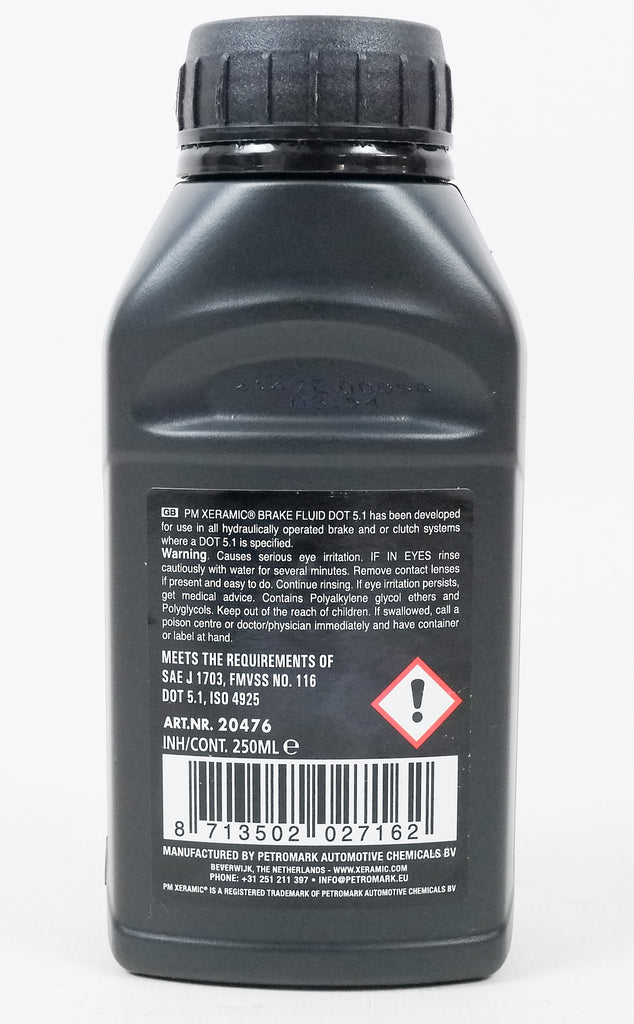 GB PM XERAMIC® BRAKE FLUID DOT 5.1 has been developed
for use in all hydraulically operated brake and or clutch systems
where a DOT 5.1 is specified.
Warning. Causes serious eye irritation. IF IN EYES rinse
cautiously with water for several minutes. Remove contact lenses
if present and easy to do. Continue rinsing. If eye irritation persists,
get medical advice. Contains Polyalkylene glycol ethers and
Polyglycols. Keep out of the reach of children. If swallowed, call a
poison centre or doctor/physician immediately and have container
or label at hand.
MEETS THE REQUIREMENTS OF
SAE J 1703, FMVSS NO. 116
DOT 5.1, ISO 4925
ART.NR. 20476
INH/CONT. 250ML ℮
8 713502 027162
MANUFACTURED BY PETROMARK AUTOMOTIVE CHEMICALS BV
BEVERWIJK, THE NETHERLANDS - WWW.XERAMIC.COM
PHONE: +31 251 211 397 • INFO@PETROMARK.EU
PM XERAMIC® IS A REGISTERED TRADEMARK OF PETROMARK AUTOMOTIVE CHEMICALS BV